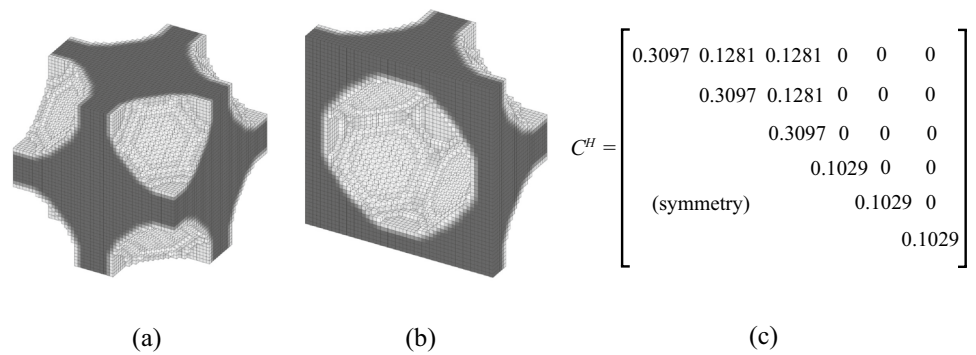 0.3097 0.1281 0.1281 0 0 0
0.3097 0.1281 0 0 0
C^H = 0.3097 0 0 0
0.1029 0 0
(symmetry) 0.1029 0
0.1029
(a) (b) (c)